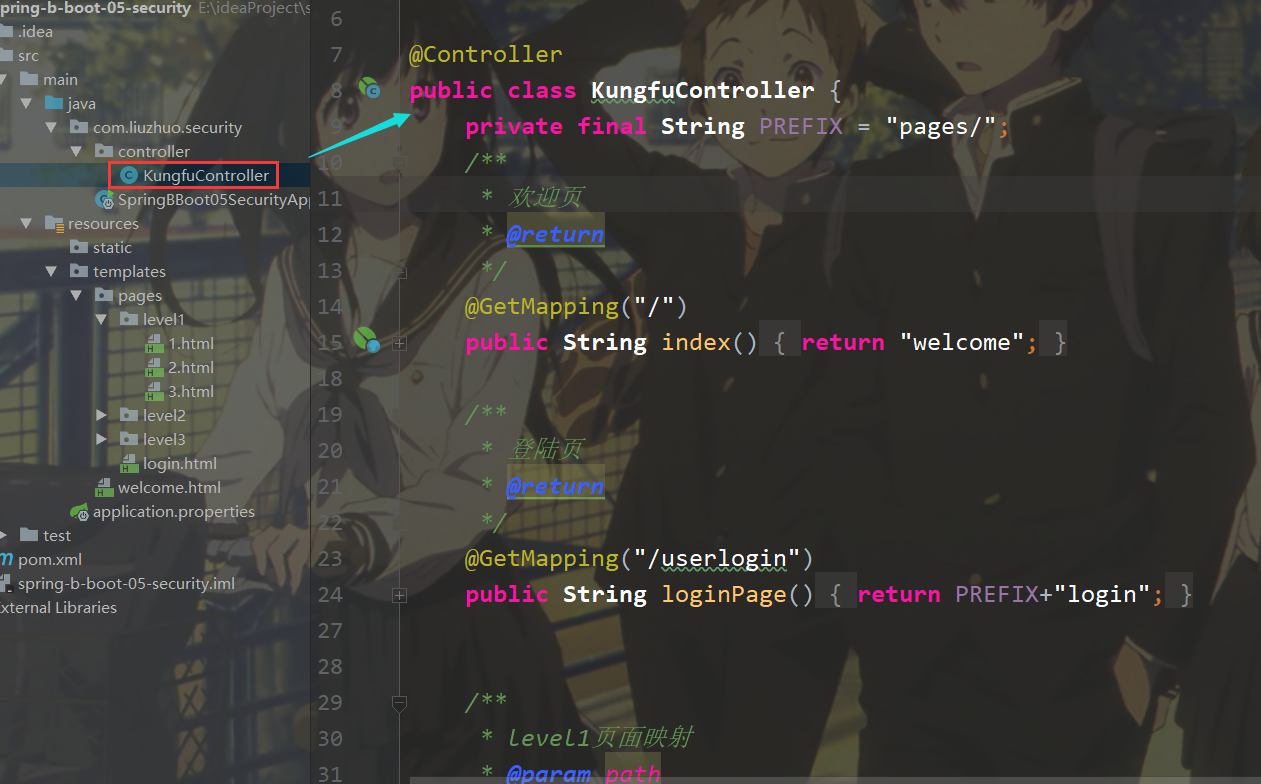 pring-b-boot-05-security E:\ideaProject\s
.idea
src
main
java
com.liuzhuo.security
controller
KungfuController
SpringBBoot05SecurityApp
resources
static
templates
pages
level1
1.html
2.html
3.html
level2
level3
login.html
welcome.html
application.properties
test
pom.xml
spring-b-boot-05-security.iml
External Libraries
6
7 @Controller
8 public class KungfuController {
9 private final String PREFIX = "pages/";
10 /**
11 * 欢迎页
12 * @return
13 */
14 @GetMapping("/")
15 public String index() { return "welcome"; }
18
19 /**
20 * 登陆页
21 * @return
22 */
23 @GetMapping("/userlogin")
24 public String loginPage() { return PREFIX+"login"; }
27
28
29 /**
30 * level1页面映射
31 * @param path